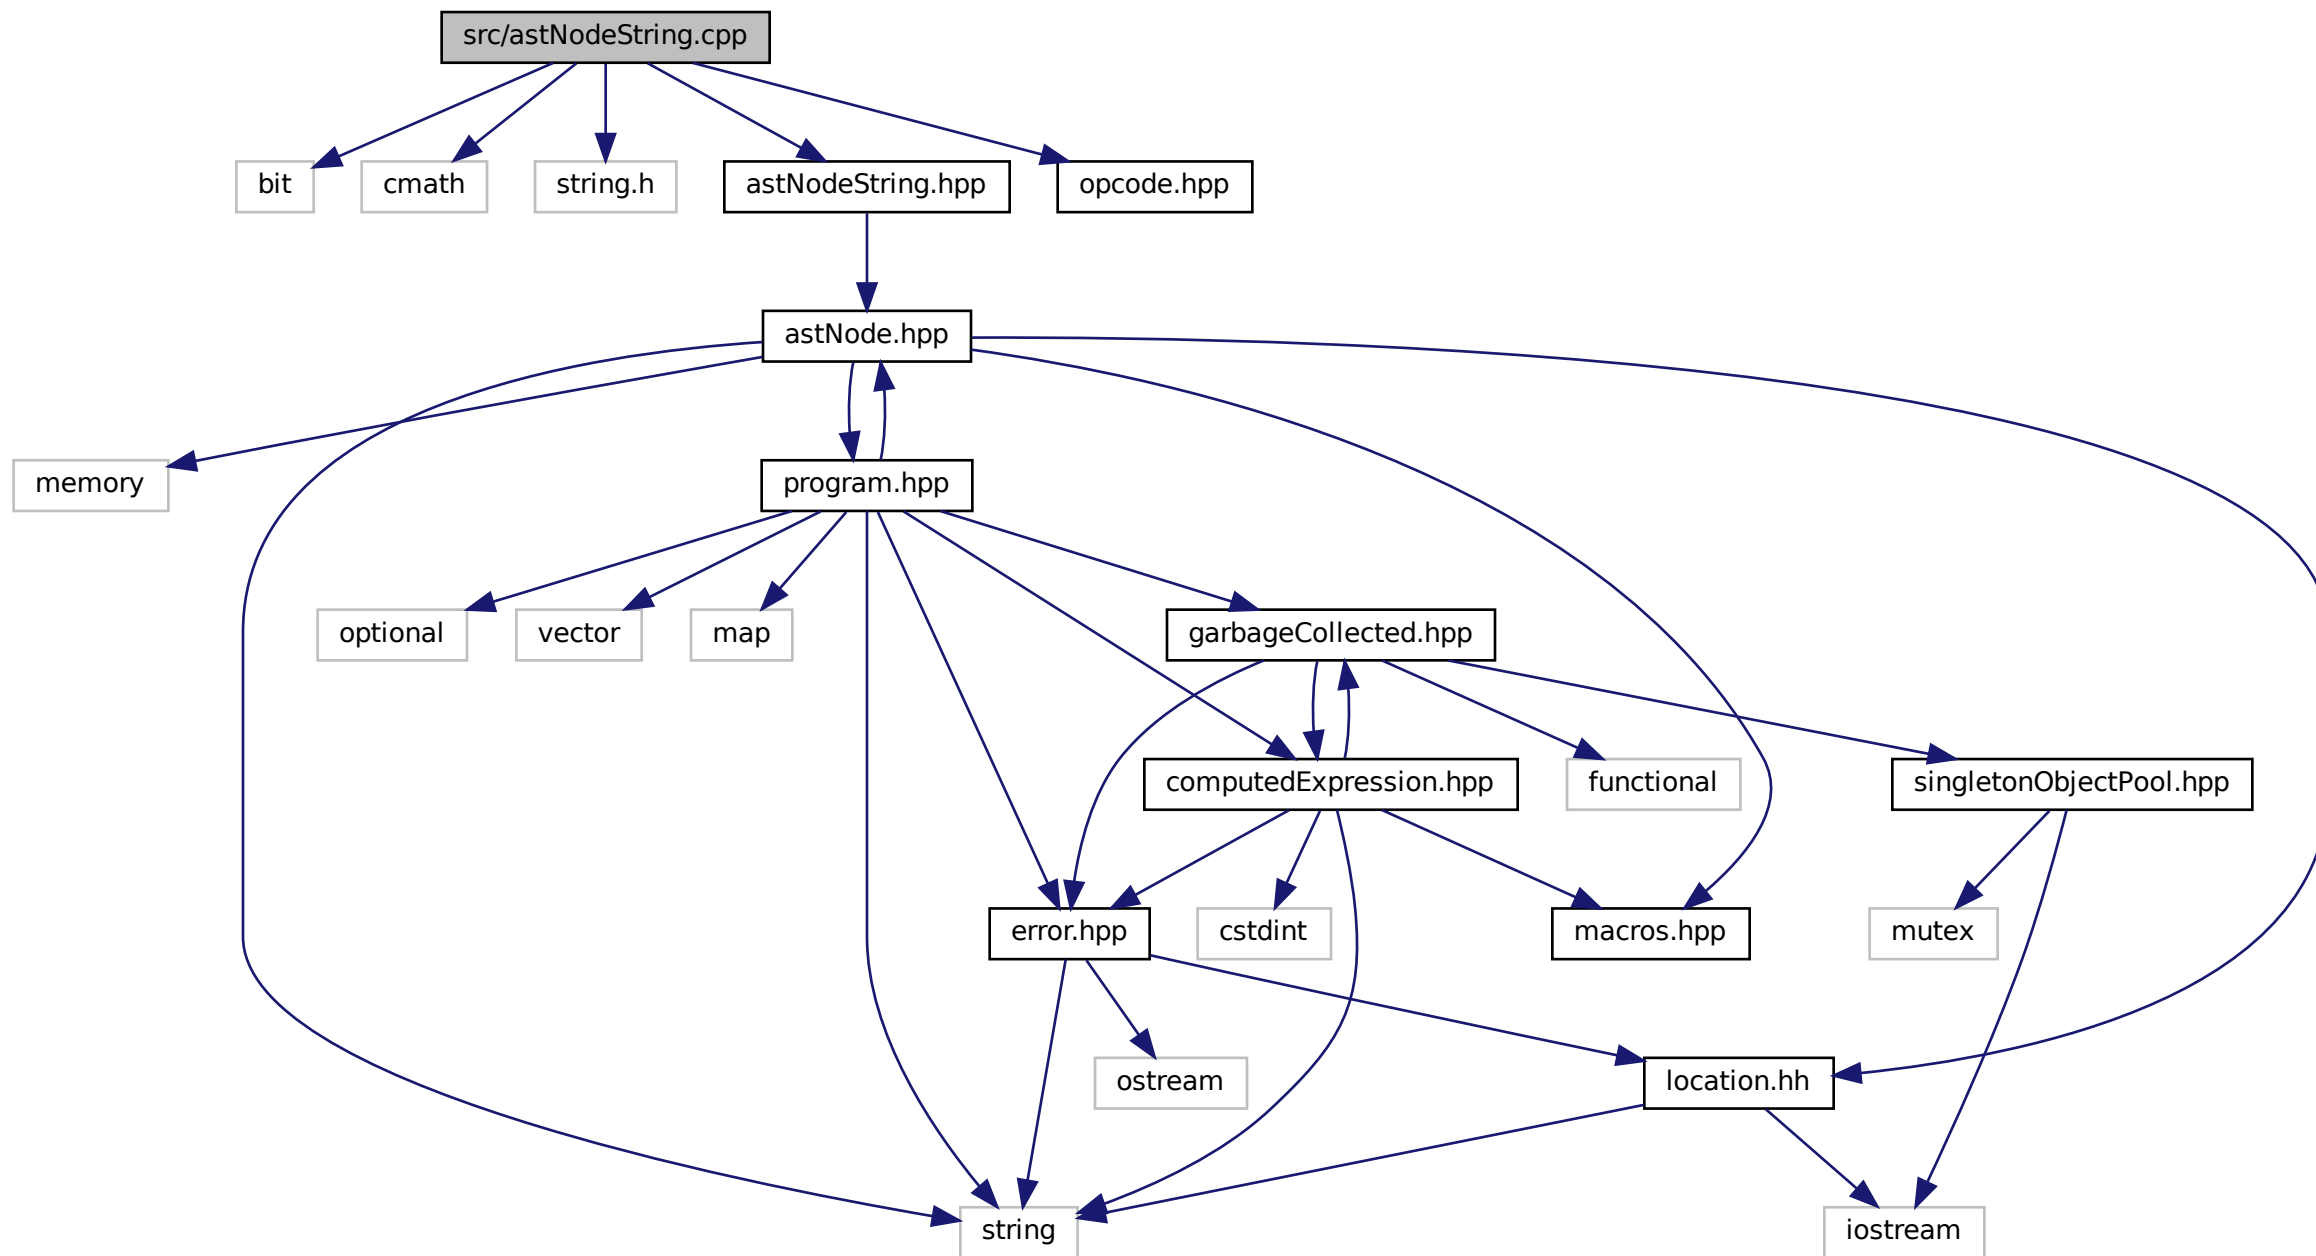 src/astNodeString.cpp
bit
cmath
string.h
astNodeString.hpp
opcode.hpp
astNode.hpp
memory
program.hpp
optional
vector
map
garbageCollected.hpp
computedExpression.hpp
functional
singletonObjectPool.hpp
error.hpp
cstdint
macros.hpp
mutex
ostream
location.hh
string
iostream